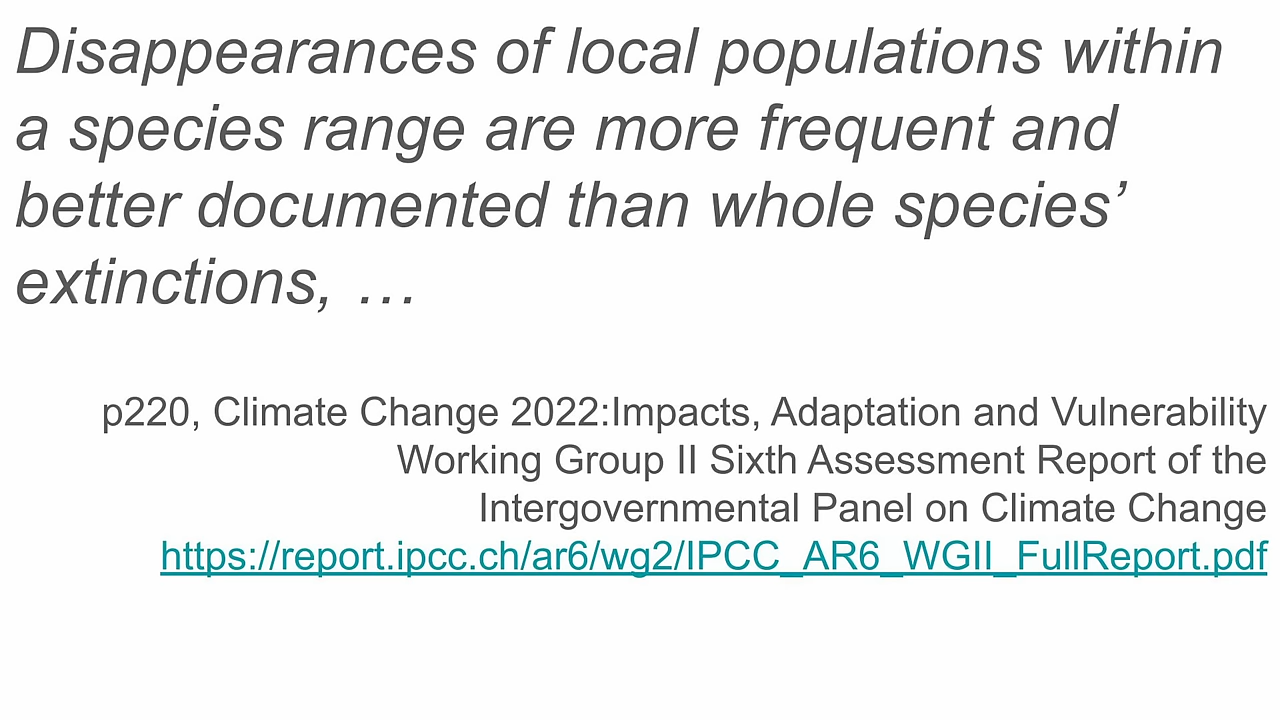 Disappearances of local populations within
a species range are more frequent and
better documented than whole species’
extinctions, …
p220, Climate Change 2022:Impacts, Adaptation and Vulnerability
Working Group II Sixth Assessment Report of the
Intergovernmental Panel on Climate Change
https://report.ipcc.ch/ar6/wg2/IPCC_AR6_WGII_FullReport.pdf